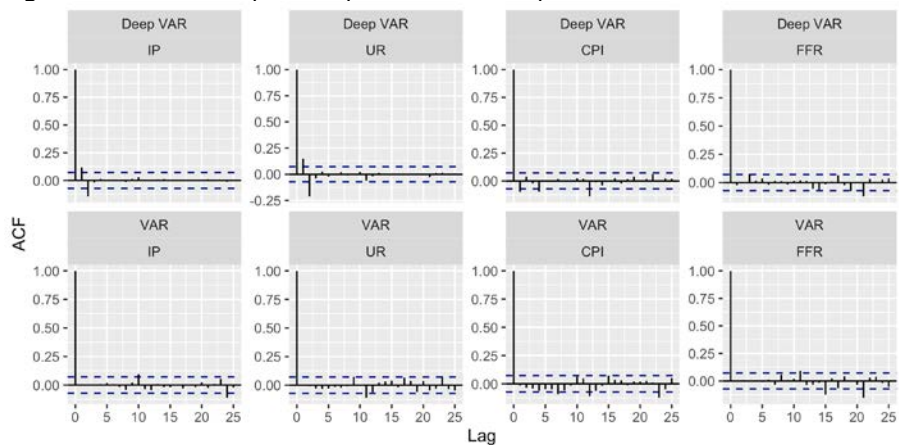 Deep VAR Deep VAR Deep VAR Deep VAR
IP UR CPI FFR
1.00 1.00 1.00 1.00
0.75 0.75 0.75 0.75
0.50 0.50 0.50 0.50
0.25 0.25 0.25 0.25
0.00 0.00 0.00 0.00
-0.25
VAR VAR VAR VAR
IP UR CPI FFR
ACF
1.00 1.00 1.00 1.00
0.75 0.75 0.75 0.75
0.50 0.50 0.50 0.50
0.25 0.25 0.25 0.25
0.00 0.00 0.00 0.00
0 5 10 15 20 25 0 5 10 15 20 25 0 5 10 15 20 25 0 5 10 15 20 25
Lag